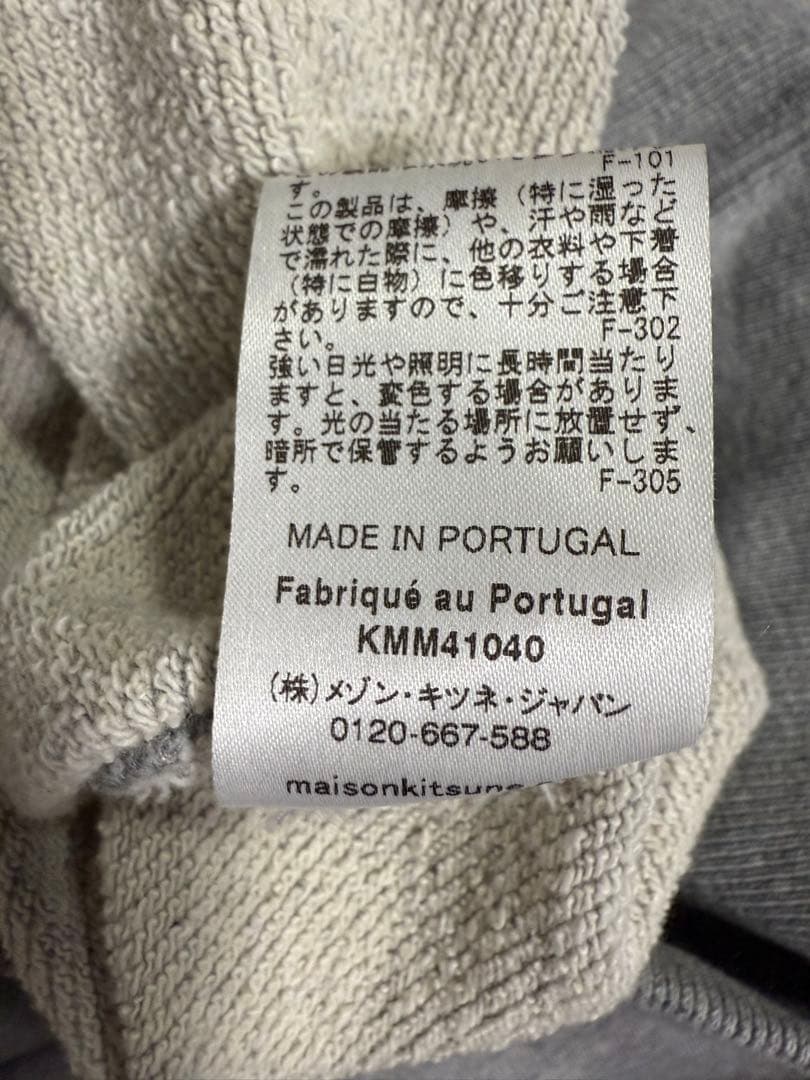 F-101
す。
この製品は、摩擦（特に湿った
状態での摩擦）や、汗や雨など
で濡れた際に、他の衣料や下着
（特に白物）に色移りする場合
がありますので、十分ご注意下
さい。 F-302
強い日光や照明に長時間当たり
ますと、変色する場合がありま
す。光の当たる場所に放置せず、
暗所で保管するようお願いしま
す。 F-305
MADE IN PORTUGAL
Fabriqué au Portugal
KMM41040
(株)メゾン・キツネ・ジャパン
0120-667-588
maisonkitsune